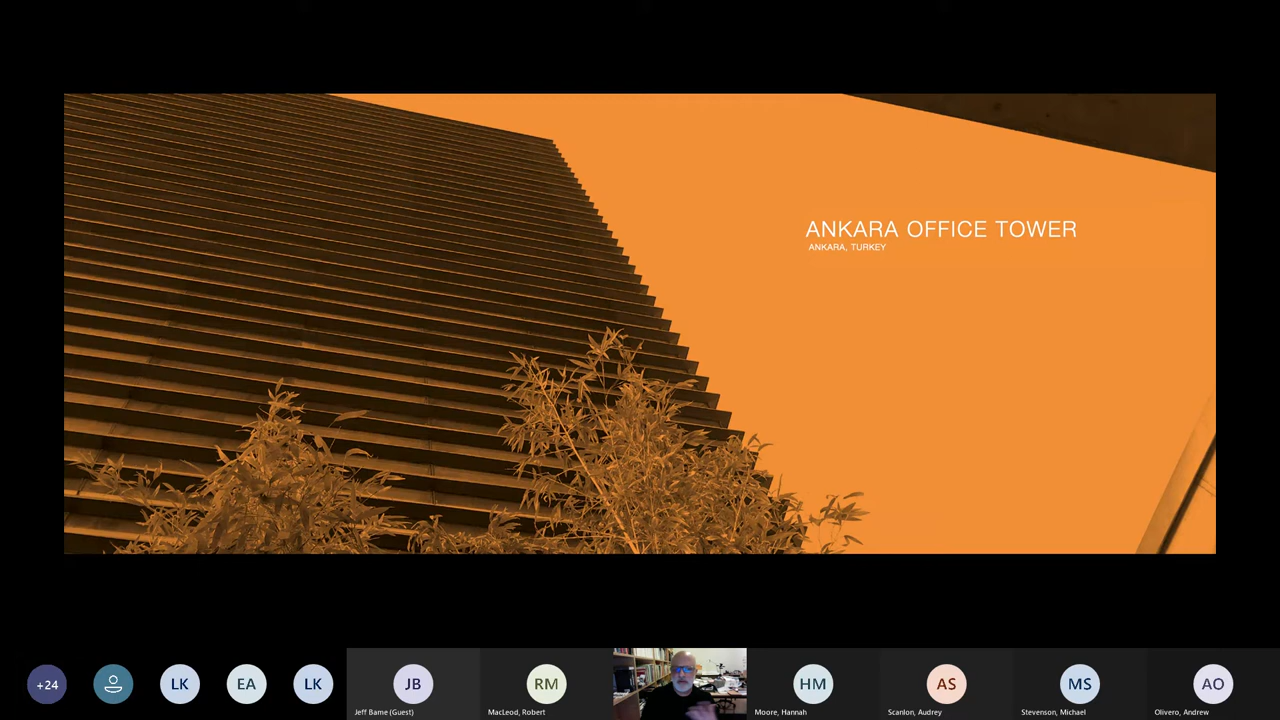 ANKARA OFFICE TOWER
ANKARA, TURKEY
+24
LK
EA
LK
JB
RM
HM
AS
MS
AO
Jeff Bame (Guest)
MacLeod, Robert
Moore, Hannah
Scanlon, Audrey
Stevenson, Michael
Olivero, Andrew